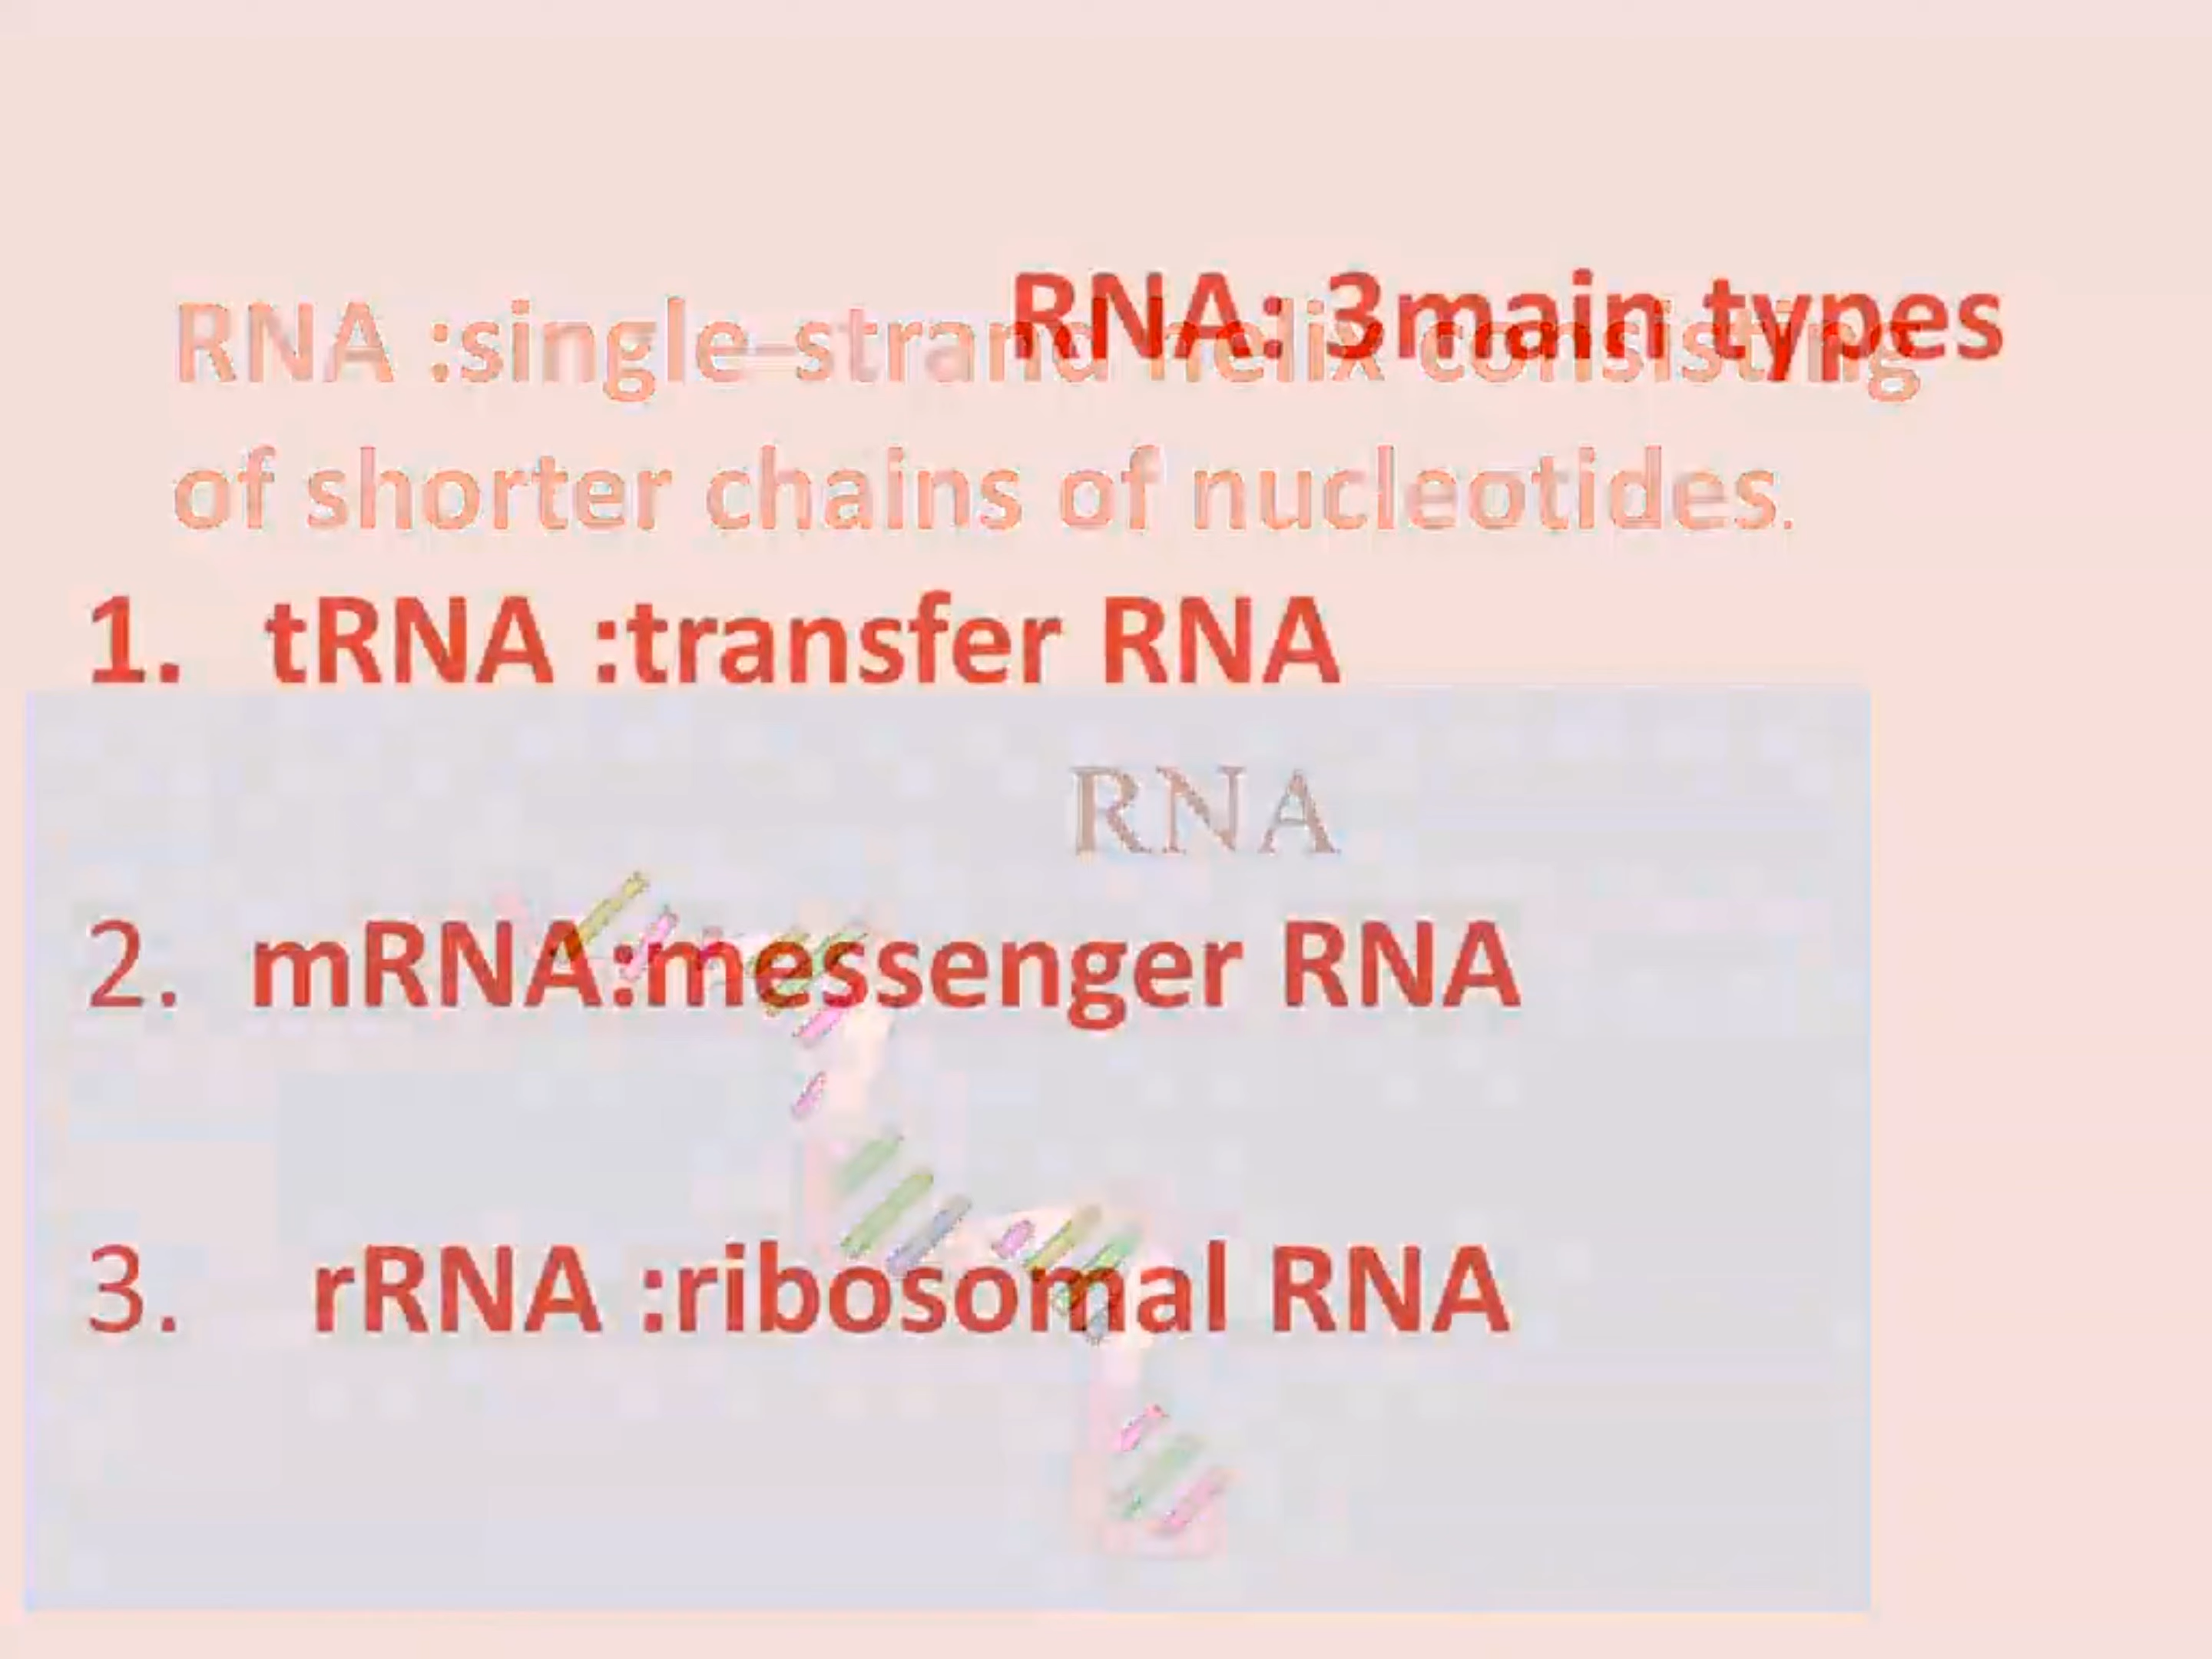 RNA: 3main types
RNA :single-strand helix consisting
of shorter chains of nucleotides.
1. tRNA :transfer RNA
RNA
2. mRNA:messenger RNA
3. rRNA :ribosomal RNA